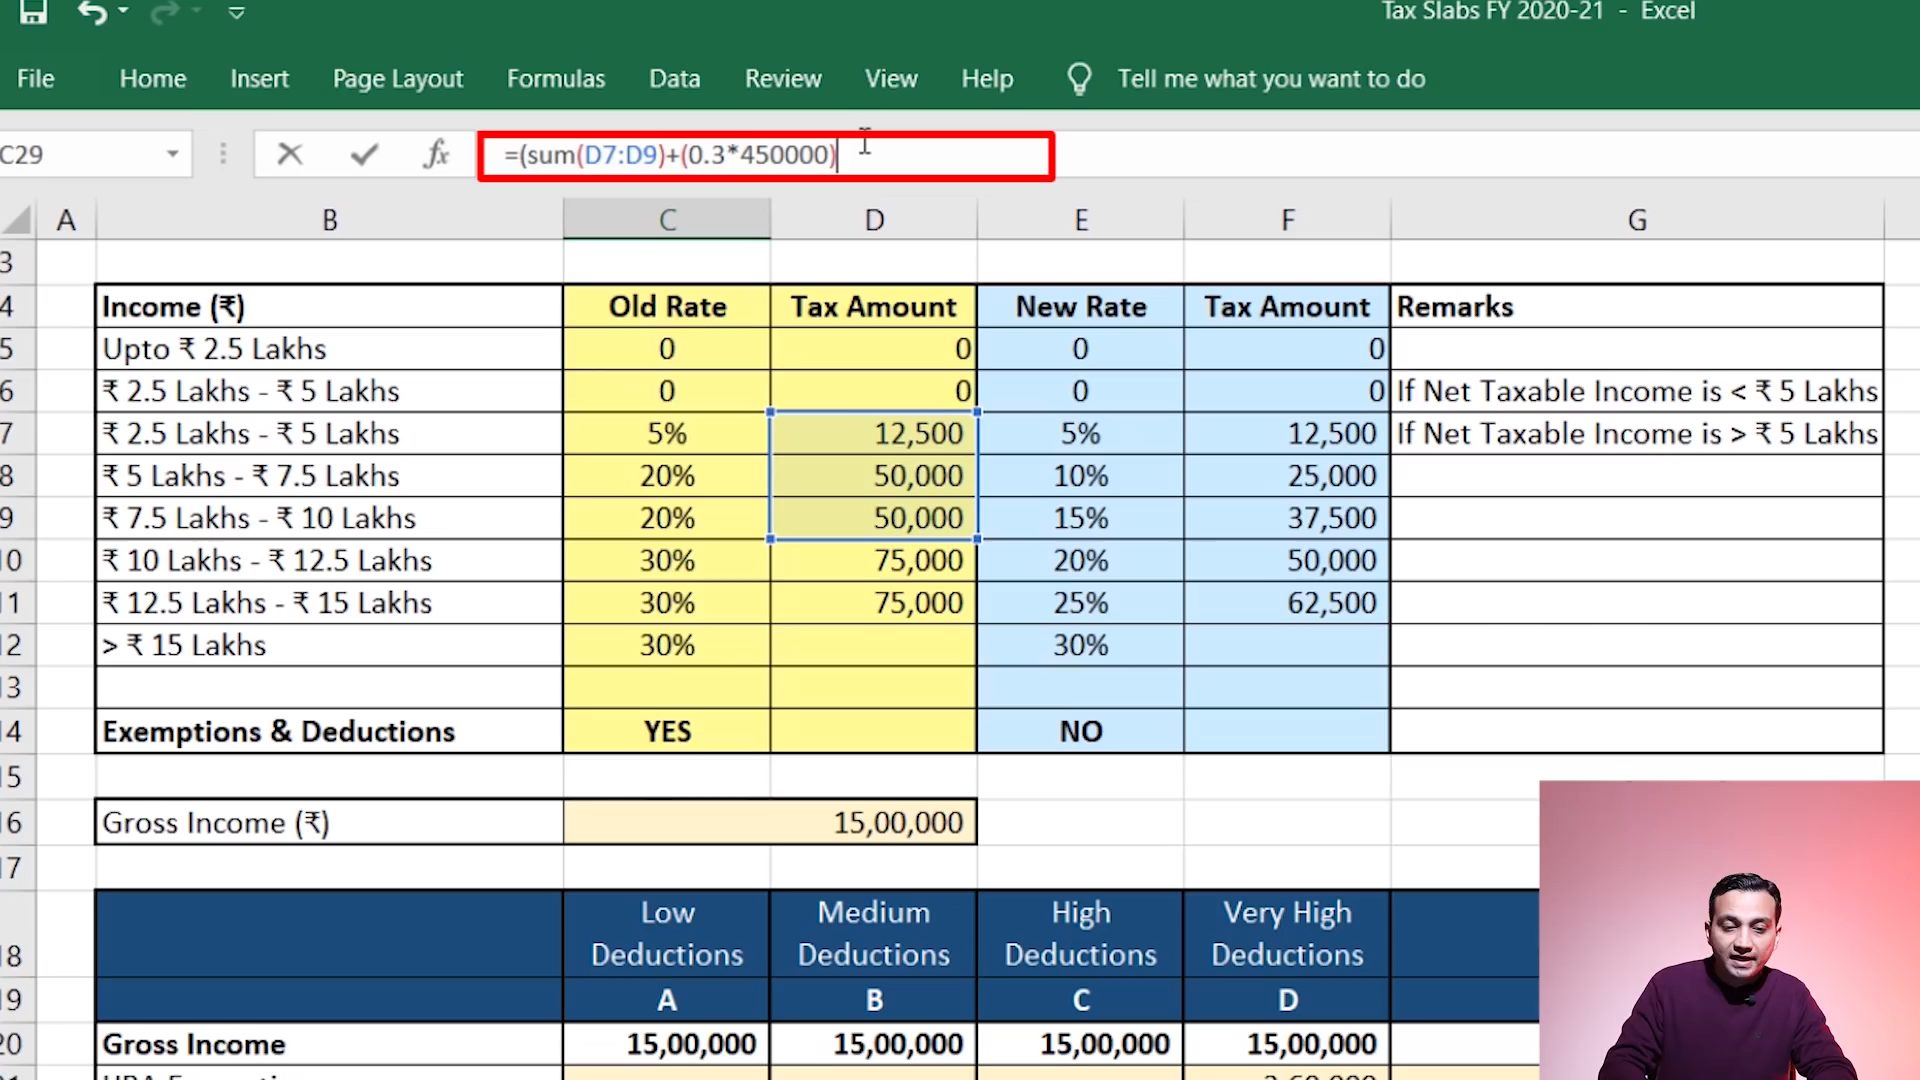 Tax Slabs FY 2020-21 - Excel
File Home Insert Page Layout Formulas Data Review View Help Tell me what you want to do
C29 fx =(sum(D7:D9)+(0.3*450000)
A B C D E F G
3
4 Income (₹) Old Rate Tax Amount New Rate Tax Amount Remarks
5 Upto ₹ 2.5 Lakhs 0 0 0 0
6 ₹ 2.5 Lakhs - ₹ 5 Lakhs 0 0 0 0 If Net Taxable Income is < ₹ 5 Lakhs
7 ₹ 2.5 Lakhs - ₹ 5 Lakhs 5% 12,500 5% 12,500 If Net Taxable Income is > ₹ 5 Lakhs
8 ₹ 5 Lakhs - ₹ 7.5 Lakhs 20% 50,000 10% 25,000
9 ₹ 7.5 Lakhs - ₹ 10 Lakhs 20% 50,000 15% 37,500
10 ₹ 10 Lakhs - ₹ 12.5 Lakhs 30% 75,000 20% 50,000
11 ₹ 12.5 Lakhs - ₹ 15 Lakhs 30% 75,000 25% 62,500
12 > ₹ 15 Lakhs 30% 30%
13
14 Exemptions & Deductions YES NO
15
16 Gross Income (₹) 15,00,000
17
18 Low Deductions Medium Deductions High Deductions Very High Deductions
19 A B C D
20 Gross Income 15,00,000 15,00,000 15,00,000 15,00,000